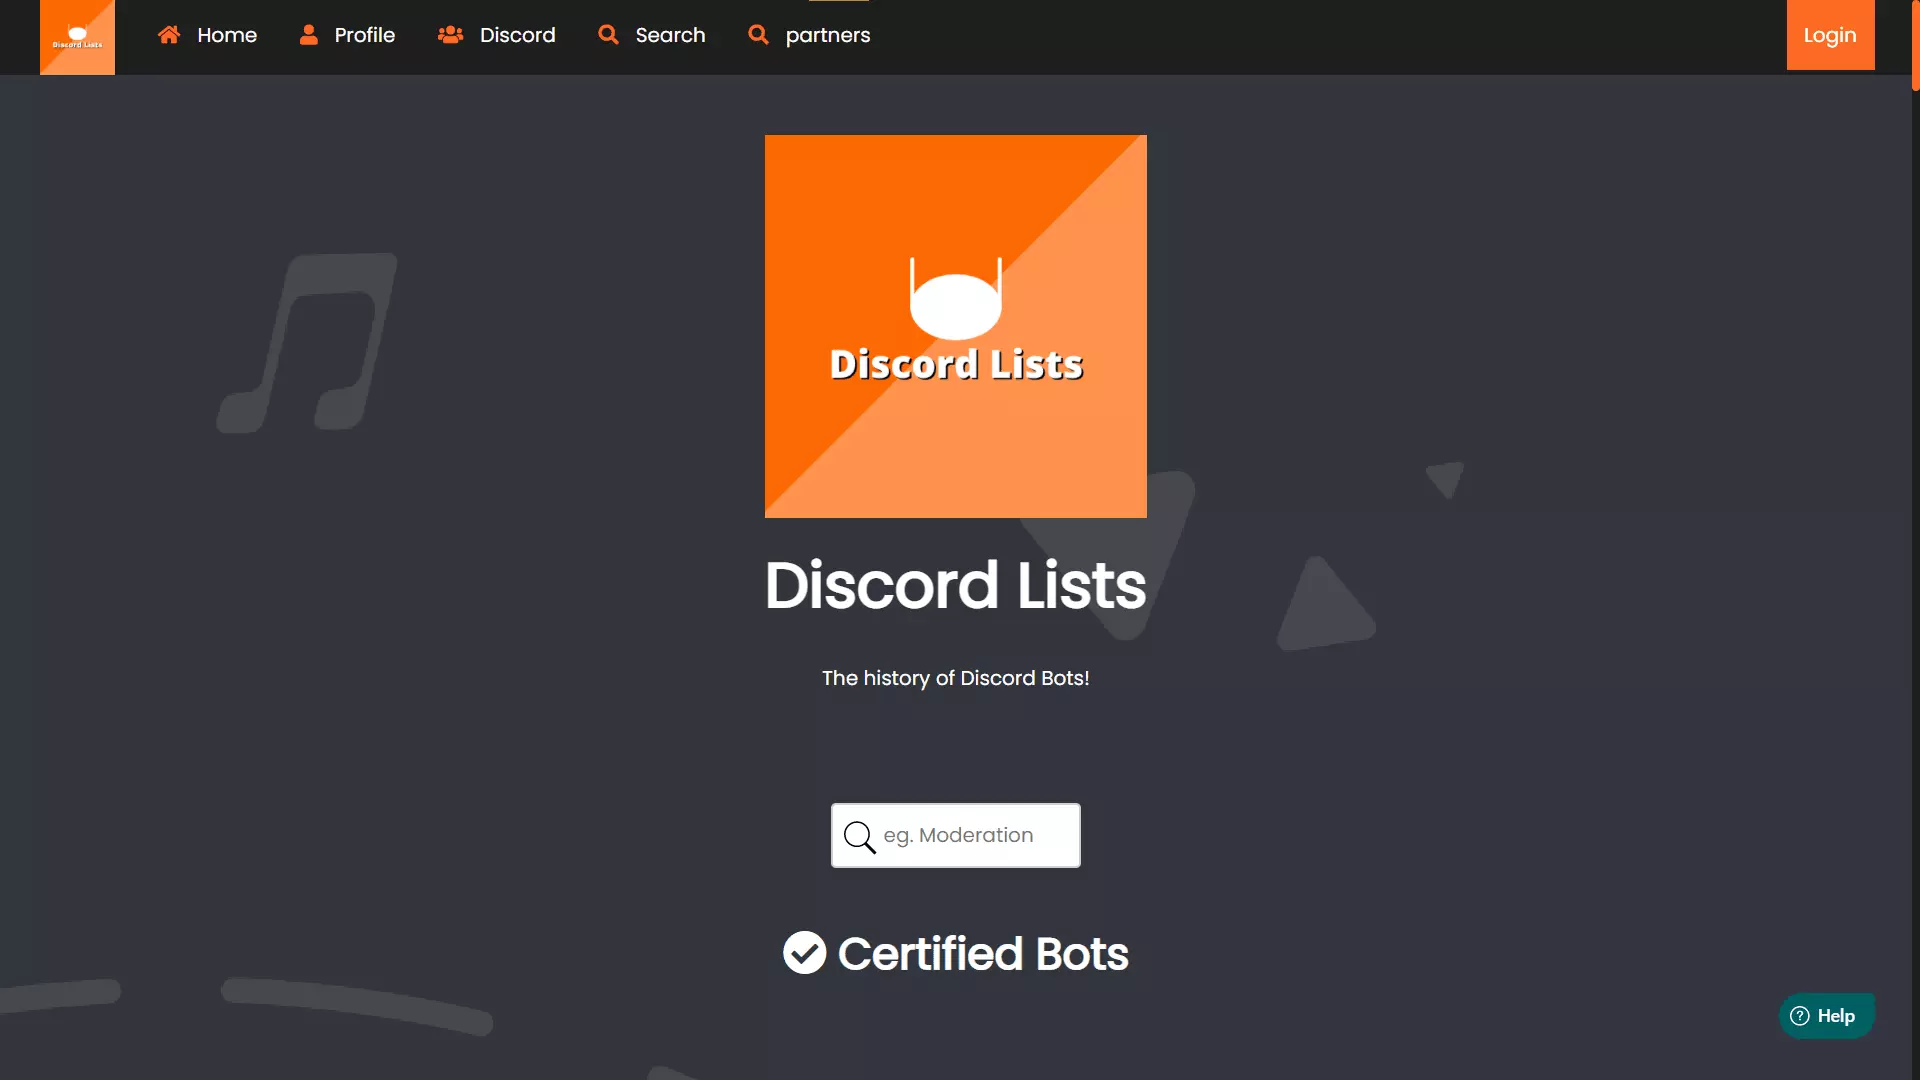 Discord Lists
Home
Profile
Discord
Search
partners
Login
Discord Lists
Discord Lists
The history of Discord Bots!
eg. Moderation
Certified Bots
Help